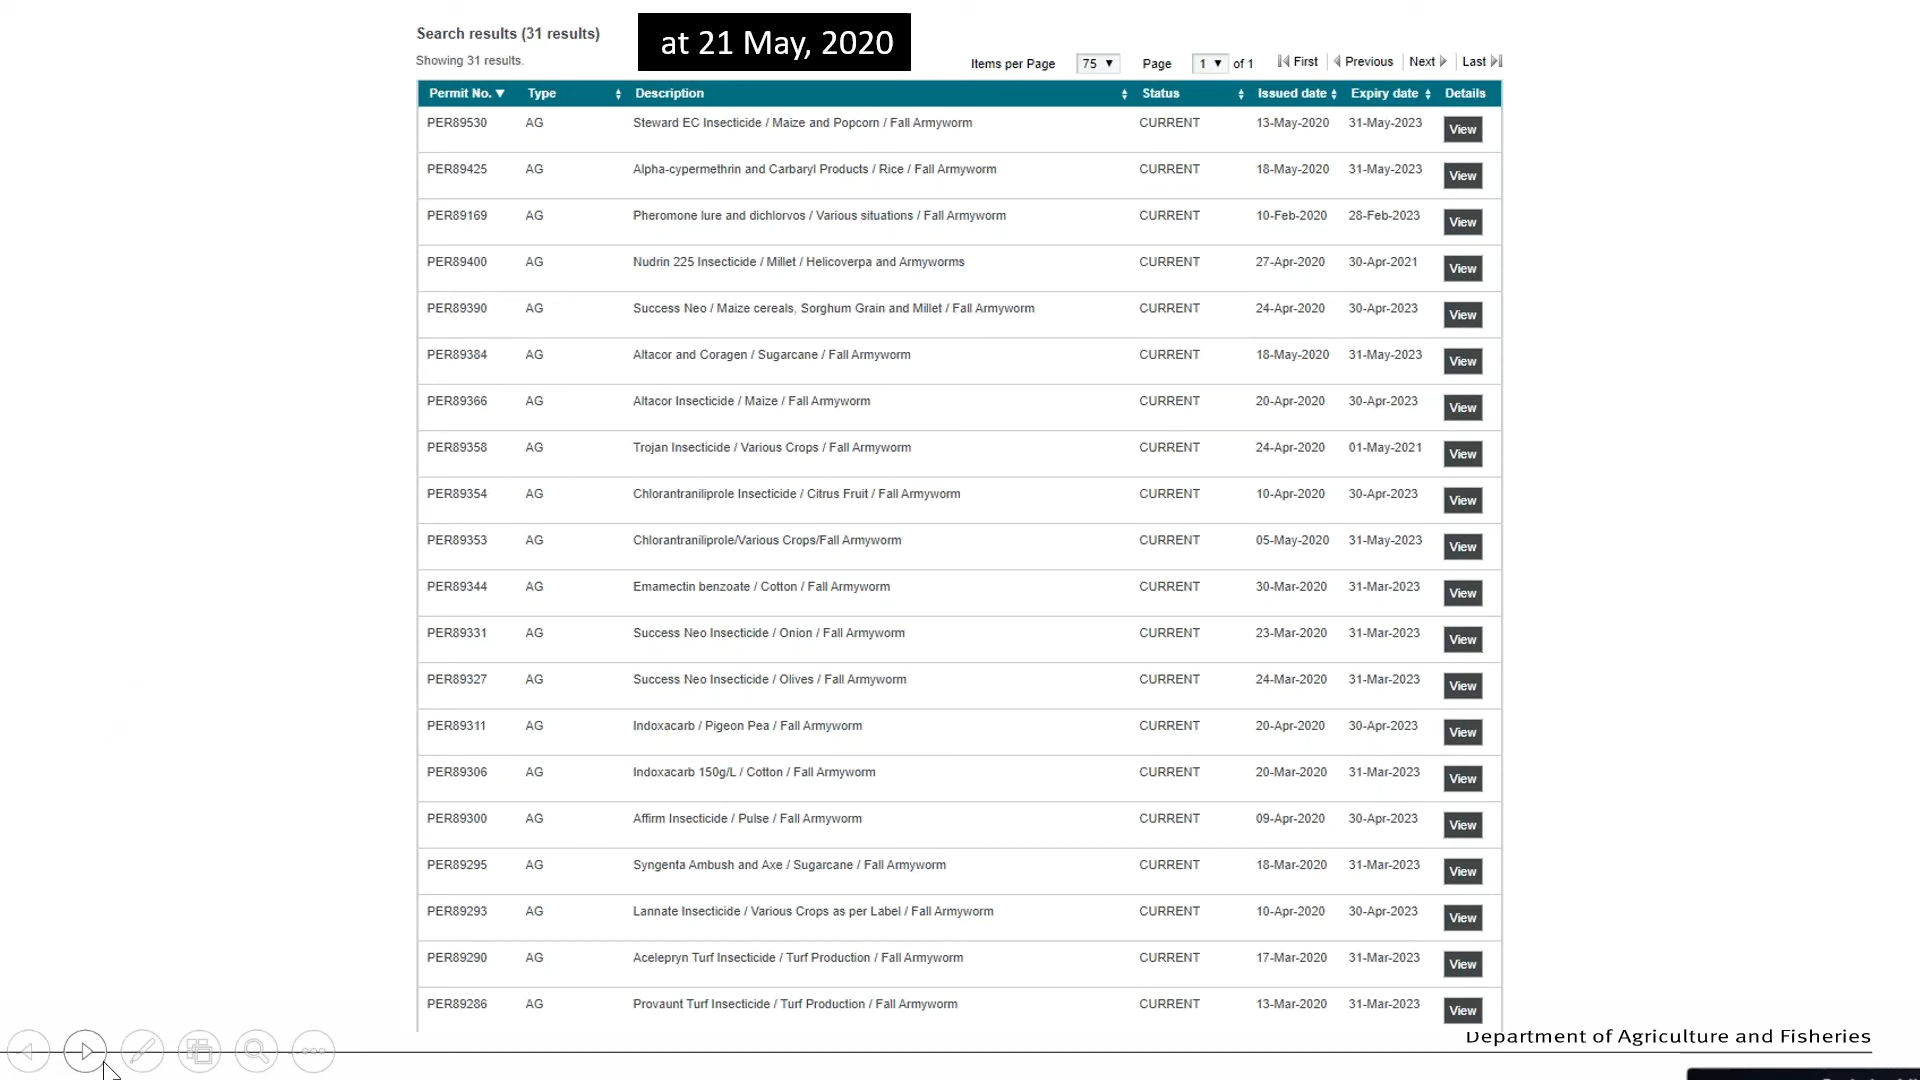 Search results (31 results)
at 21 May, 2020
Showing 31 results.
Items per Page 75 Page 1 of 1 First Previous Next Last
Permit No. Type Description Status Issued date Expiry date Details
PER89530 AG Steward EC Insecticide / Maize and Popcorn / Fall Armyworm CURRENT 13-May-2020 31-May-2023 View
PER89425 AG Alpha-cypermethrin and Carbaryl Products / Rice / Fall Armyworm CURRENT 18-May-2020 31-May-2023 View
PER89169 AG Pheromone lure and dichlorvos / Various situations / Fall Armyworm CURRENT 10-Feb-2020 28-Feb-2023 View
PER89400 AG Nudrin 225 Insecticide / Millet / Helicoverpa and Armyworms CURRENT 27-Apr-2020 30-Apr-2021 View
PER89390 AG Success Neo / Maize cereals, Sorghum Grain and Millet / Fall Armyworm CURRENT 24-Apr-2020 30-Apr-2023 View
PER89384 AG Altacor and Coragen / Sugarcane / Fall Armyworm CURRENT 18-May-2020 31-May-2023 View
PER89366 AG Altacor Insecticide / Maize / Fall Armyworm CURRENT 20-Apr-2020 30-Apr-2023 View
PER89358 AG Trojan Insecticide / Various Crops / Fall Armyworm CURRENT 24-Apr-2020 01-May-2021 View
PER89354 AG Chlorantraniliprole Insecticide / Citrus Fruit / Fall Armyworm CURRENT 10-Apr-2020 30-Apr-2023 View
PER89353 AG Chlorantraniliprole/Various Crops/Fall Armyworm CURRENT 05-May-2020 31-May-2023 View
PER89344 AG Emamectin benzoate / Cotton / Fall Armyworm CURRENT 30-Mar-2020 31-Mar-2023 View
PER89331 AG Success Neo Insecticide / Onion / Fall Armyworm CURRENT 23-Mar-2020 31-Mar-2023 View
PER89327 AG Success Neo Insecticide / Olives / Fall Armyworm CURRENT 24-Mar-2020 31-Mar-2023 View
PER89311 AG Indoxacarb / Pigeon Pea / Fall Armyworm CURRENT 20-Apr-2020 30-Apr-2023 View
PER89306 AG Indoxacarb 150g/L / Cotton / Fall Armyworm CURRENT 20-Mar-2020 31-Mar-2023 View
PER89300 AG Affirm Insecticide / Pulse / Fall Armyworm CURRENT 09-Apr-2020 30-Apr-2023 View
PER89295 AG Syngenta Ambush and Axe / Sugarcane / Fall Armyworm CURRENT 18-Mar-2020 31-Mar-2023 View
PER89293 AG Lannate Insecticide / Various Crops as per Label / Fall Armyworm CURRENT 10-Apr-2020 30-Apr-2023 View
PER89290 AG Acelepryn Turf Insecticide / Turf Production / Fall Armyworm CURRENT 17-Mar-2020 31-Mar-2023 View
PER89286 AG Provaunt Turf Insecticide / Turf Production / Fall Armyworm CURRENT 13-Mar-2020 31-Mar-2023 View
Department of Agriculture and Fisheries